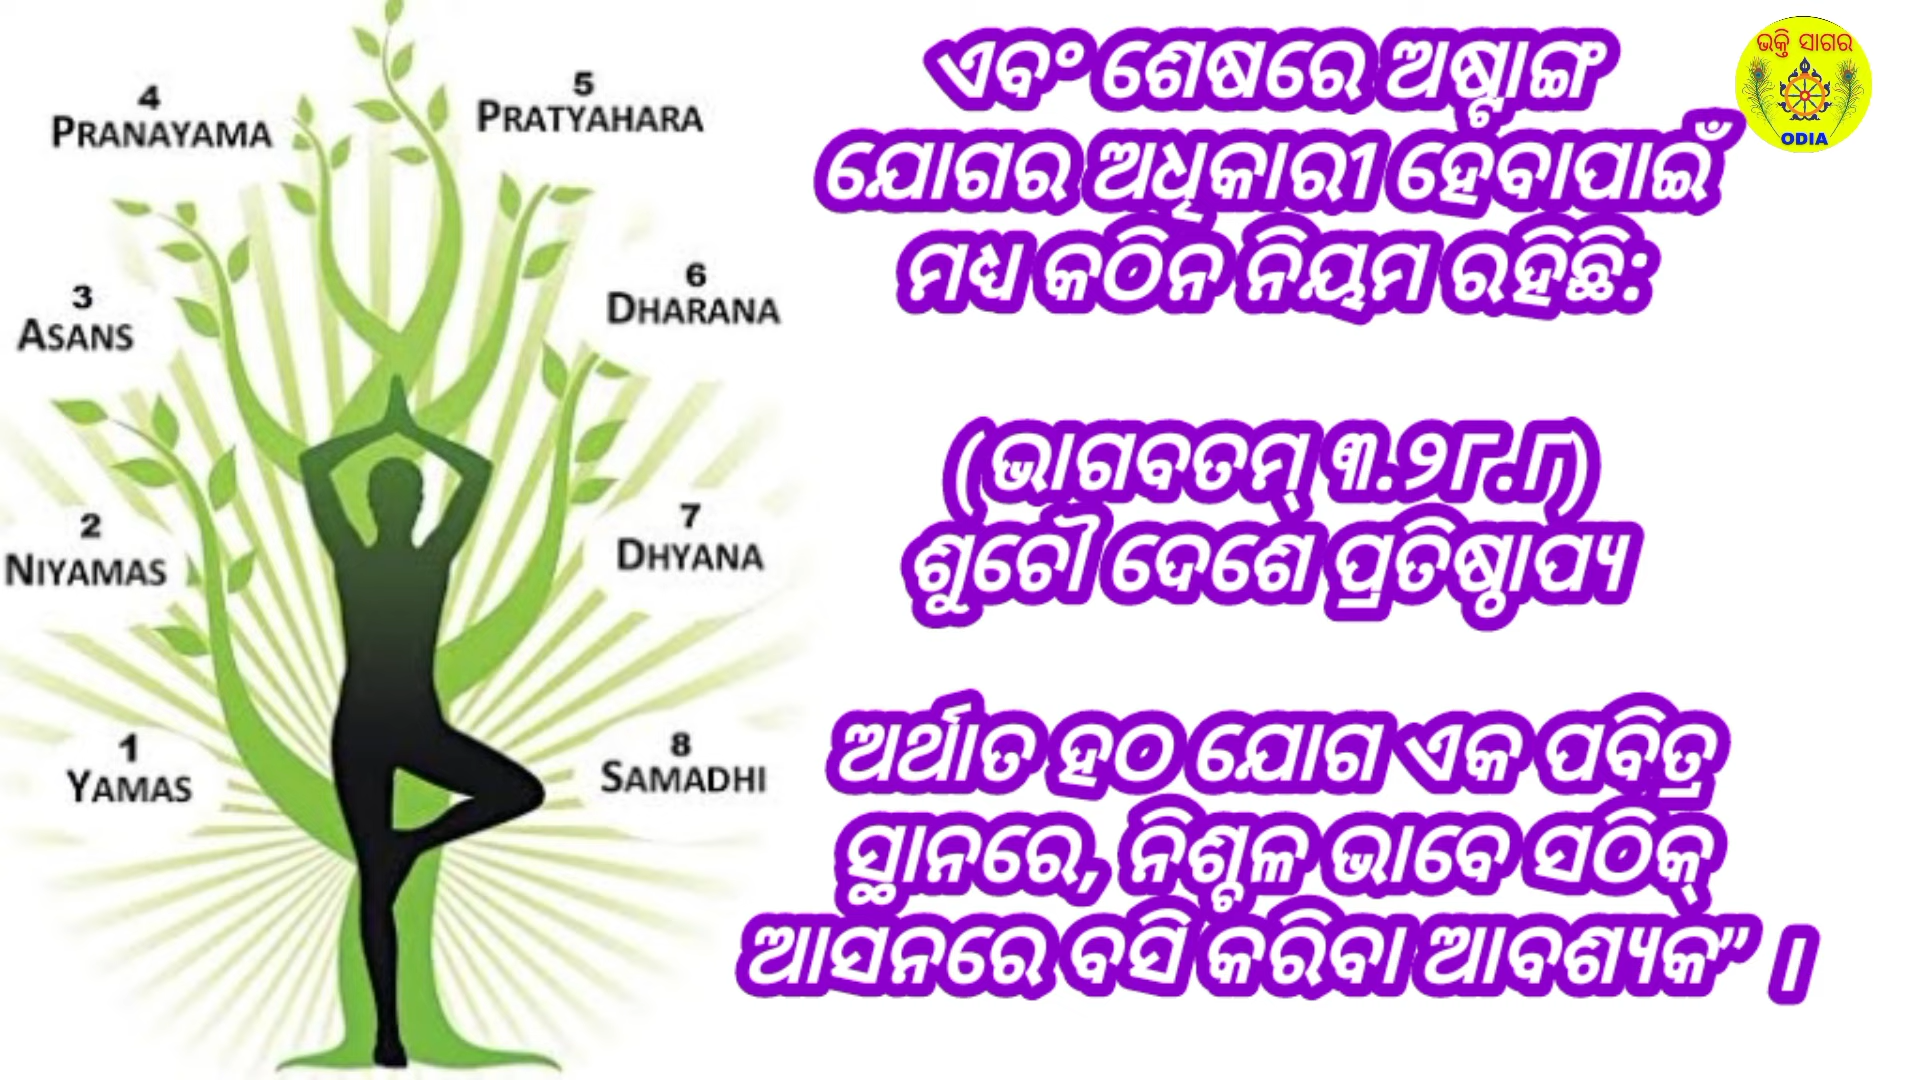 4
PRANAYAMA
5
PRATYAHARA
3
ASANS
6
DHARANA
2
NIYAMAS
7
DHYANA
1
YAMAS
8
SAMADHI
ଏବଂ ଶେଷରେ ଅଷ୍ଟାଙ୍ଗ
ଯୋଗର ଅଧିକାରୀ ହେବାପାଇଁ
ମଧ୍ୟ କଠିନ ନିୟମ ରହିଛି:
(ଭାଗବତମ୍ ୩.୨୮.୮)
ଶୁଚୌ ଦେଶେ ପ୍ରତିଷ୍ଠାପ୍ୟ
ଅର୍ଥାତ ହଠ ଯୋଗ ଏକ ପବିତ୍ର
ସ୍ଥାନରେ, ନିଶ୍ଚଳ ଭାବେ ସଠିକ୍
ଆସନରେ ବସି କରିବା ଆବଶ୍ୟକ” ।
ଭକ୍ତି ସାଗର
ODIA